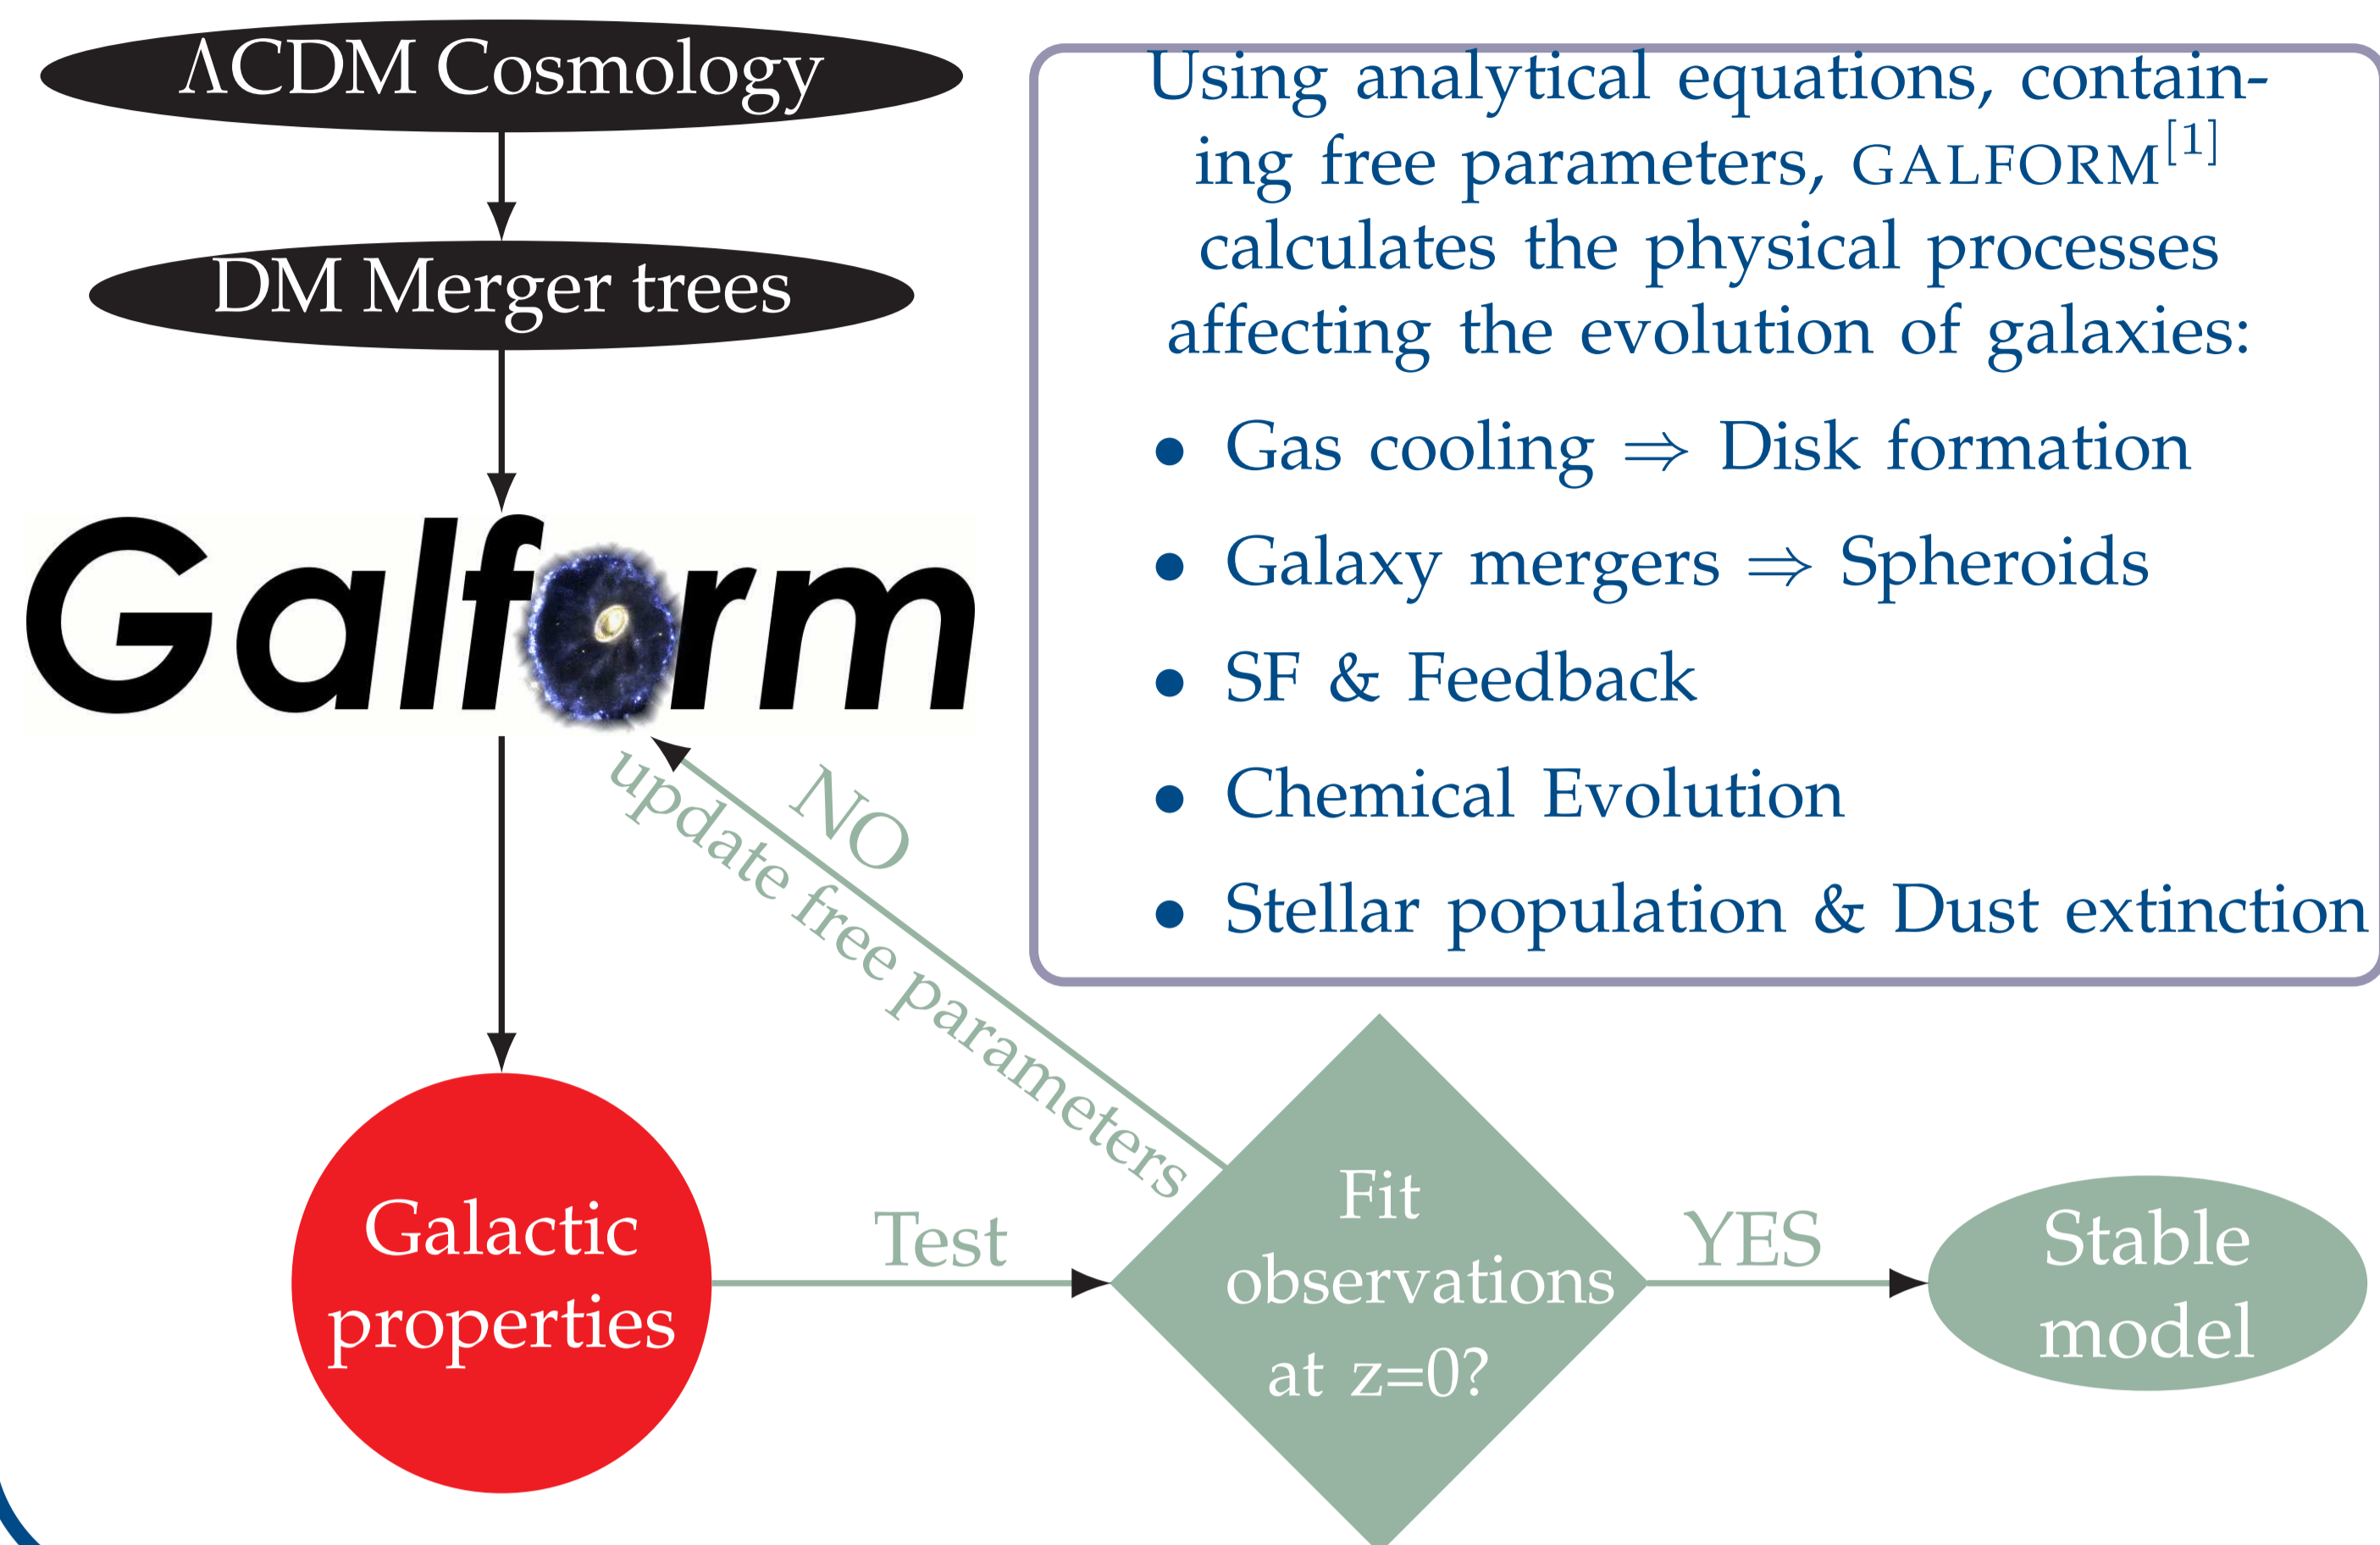 ΛCDM Cosmology
DM Merger trees
Galform
Using analytical equations, contain-
ing free parameters, GALFORM[1]
calculates the physical processes
affecting the evolution of galaxies:
• Gas cooling ⇒ Disk formation
• Galaxy mergers ⇒ Spheroids
• SF & Feedback
• Chemical Evolution
• Stellar population & Dust extinction
NO
update free parameters
Galactic
properties
Test
Fit
observations
at z=0?
YES
Stable
model